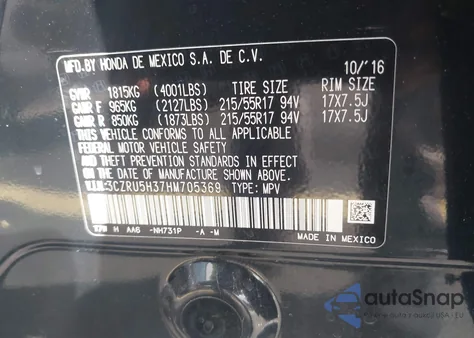 MFD.BY HONDA DE MEXICO S.A. DE C.V.
10/'16
GVWR 1815KG (4001LBS) TIRE SIZE RIM SIZE
GAWR F 965KG (2127LBS) 215/55R17 94V 17X7.5J
GAWR R 850KG (1873LBS) 215/55R17 94V 17X7.5J
THIS VEHICLE CONFORMS TO ALL APPLICABLE
FEDERAL MOTOR VEHICLE SAFETY AND
THEFT PREVENTION STANDARDS IN EFFECT
ON THE DATE OF MANUFACTURE SHOWN ABOVE.
3CZRU5H37HM705369 TYPE: MPV
H AA6 -NH731P -A -M
MADE IN MEXICO
autoSnap